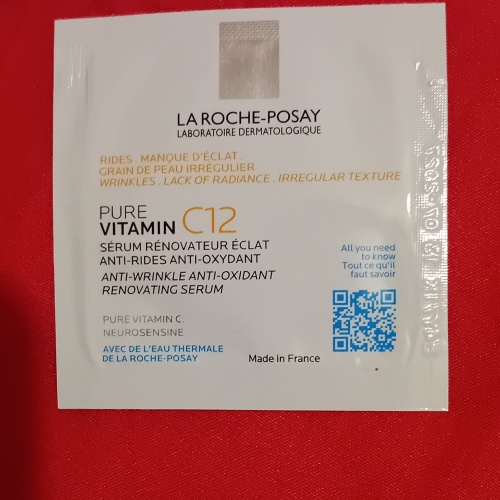 LA ROCHE-POSAY
LABORATOIRE DERMATOLOGIQUE
RIDES . MANQUE D'ÉCLAT .
GRAIN DE PEAU IRRÉGULIER
WRINKLES . LACK OF RADIANCE . IRREGULAR TEXTURE
PURE
VITAMIN C12
SÉRUM RÉNOVATEUR ÉCLAT
ANTI-RIDES ANTI-OXYDANT
ANTI-WRINKLE ANTI-OXIDANT
RENOVATING SERUM
All you need
to know
Tout ce qu'il
faut savoir
PURE VITAMIN C.
NEUROSENSINE
AVEC DE L'EAU THERMALE
DE LA ROCHE-POSAY
Made in France